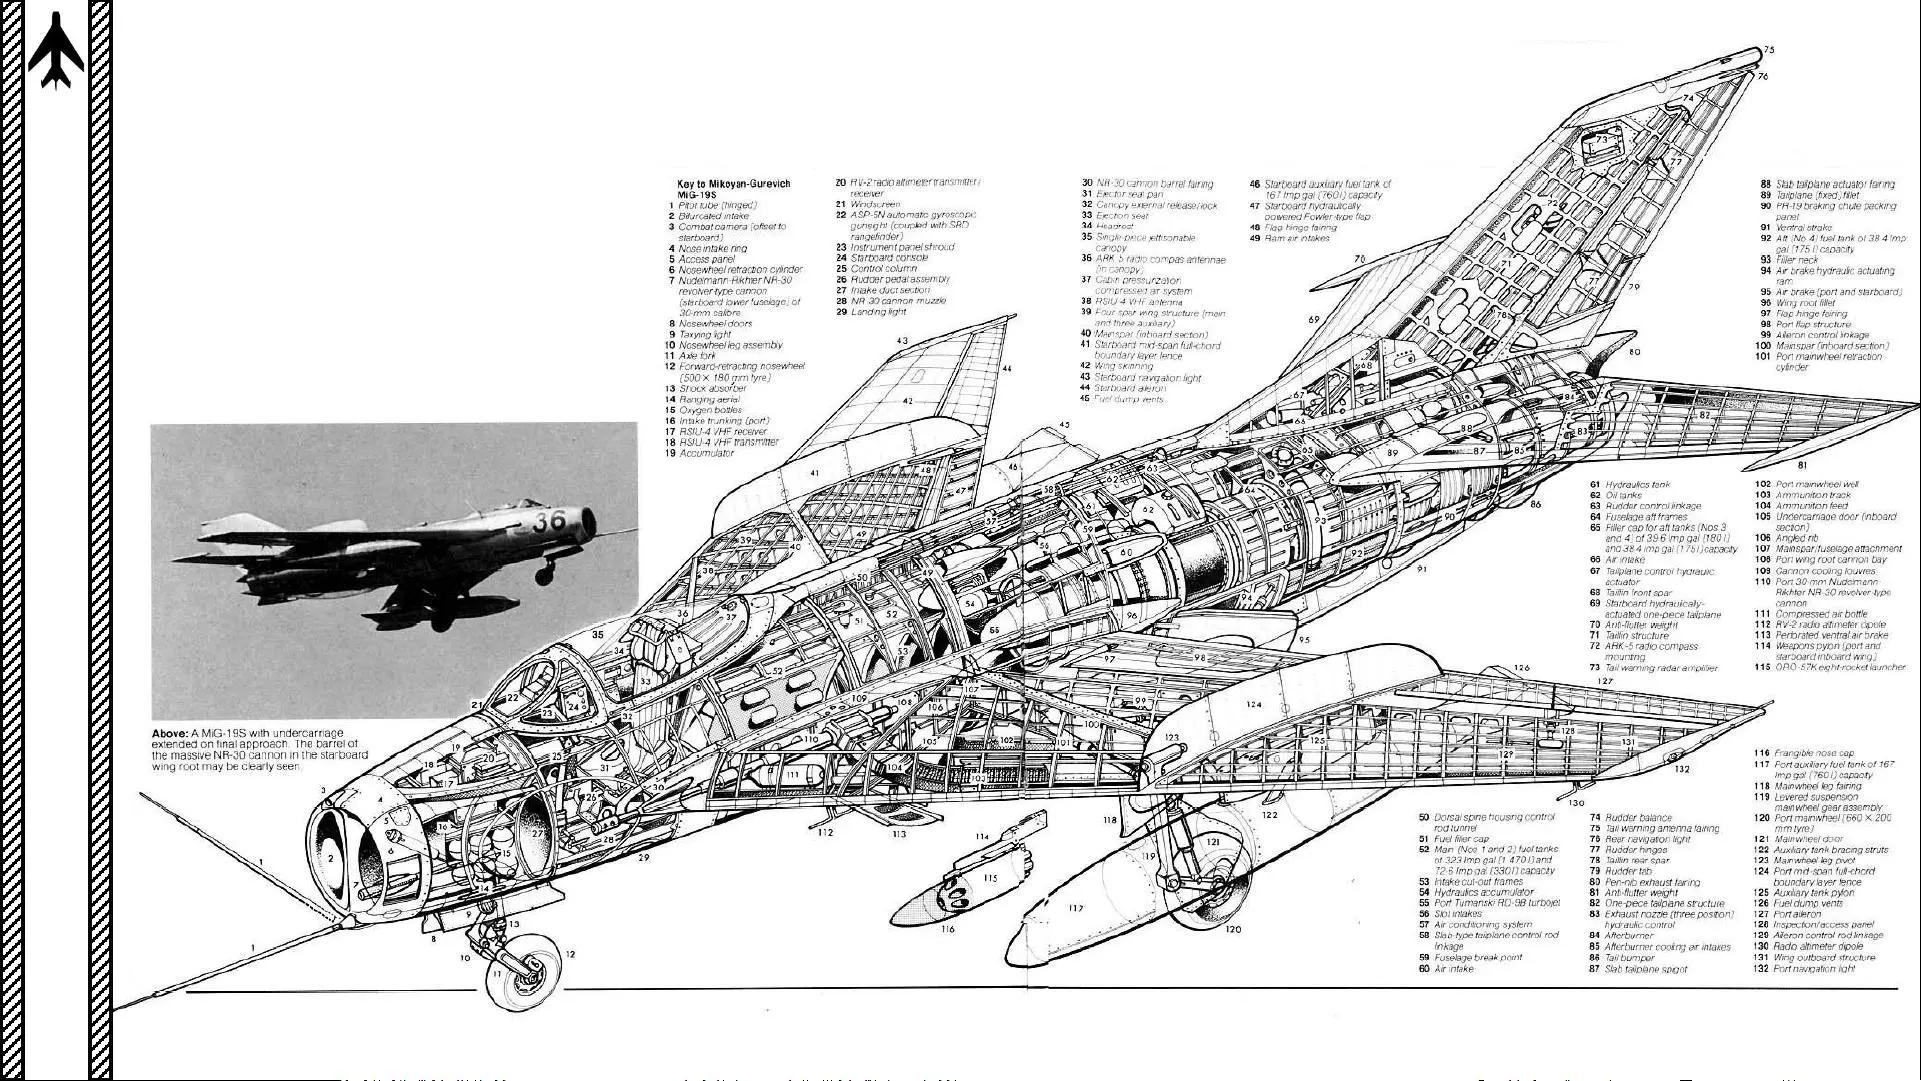 Key to Mikoyan-Gurevich
MiG-19S
1 Pitot tube (hinged)
2 Bifurcated intake
3 Combat camera (offset to
starboard)
4 Nose intake ring
5 Access panel
6 Nosewheel retraction cylinder
7 Nudelmann-Rikhter NR-30
revolver-type cannon
(starboard lower fuselage) of
30-mm calibre
8 Nosewheel doors
9 Taxying light
10 Nosewheel leg assembly
11 Axle fork
12 Forward-retracting nosewheel
(500 × 180 mm tyre)
13 Shock absorber
14 Ranging aerial
15 Oxygen bottles
16 Intake trunking (port)
17 RSIU-4 VHF receiver
18 RSIU-4 VHF transmitter
19 Accumulator
20 RV-2 radio altimeter transmitter/
receiver
21 Windscreen
22 ASP-5N automatic gyroscopic
gunsight (coupled with SRD
rangefinder)
23 Instrument panel shroud
24 Starboard console
25 Control column
26 Rudder pedal assembly
27 Intake duct section
28 NR-30 cannon muzzle
29 Landing light
30 NR-30 cannon barrel fairing
31 Ejector seat pan
32 Canopy external release/lock
33 Ejection seat
34 Headrest
35 Single-piece jettisonable
canopy
36 ARK-5 radio compas antennae
(in canopy)
37 Cabin pressurization
compressed air system
38 RSIU-4 VHF antenna
39 Four-spar wing structure (main
and three auxiliary)
40 Mainspar (inboard section)
41 Starboard mid-span full-chord
boundary layer fence
42 Wing skinning
43 Starboard navigation light
44 Starboard aileron
45 Fuel dump vents
46 Starboard auxiliary fuel tank of
167 Imp gal (760 l) capacity
47 Starboard hydraulically
powered Fowler-type flap
48 Flap hinge fairing
49 Ram air intakes
88 Slab tailplane actuator fairing
89 Tailplane (fixed) fillet
90 PR-19 braking chute packing
panel
91 Ventral strake
92 Aft (No 4) fuel tank of 38.4 Imp
gal (175 l) capacity
93 Filler neck
94 Air brake hydraulic actuating
ram
95 Air brake (port and starboard)
96 Wing root fillet
97 Flap hinge fairing
98 Port flap structure
99 Aileron control linkage
100 Mainspar (inboard section)
101 Port mainwheel retraction
cylinder
61 Hydraulics tank
62 Oil tanks
63 Rudder control linkage
64 Fuselage aft frames
65 Filler cap for aft tanks (Nos 3
and 4) of 39.6 Imp gal (180 l)
and 38.4 Imp gal (175 l) capacity
66 Air intake
67 Tailplane control hydraulic
actuator
68 Tailfin front spar
69 Starboard hydraulically-
actuated one-piece tailplane
70 Anti-flutter weight
71 Tailfin structure
72 ARK-5 radio compass
mounting
73 Tail warning radar amplifier
102 Port mainwheel well
103 Ammunition track
104 Ammunition feed
105 Undercarriage door (inboard
section)
106 Angled rib
107 Mainspar/fuselage attachment
108 Port wing root cannon bay
109 Cannon cooling louvres
110 Port 30-mm Nudelmann-
Rikhter NR-30 revolver-type
cannon
111 Compressed air bottle
112 RV-2 radio altimeter dipole
113 Perforated ventral air brake
114 Weapons pylon (port and
starboard inboard wing)
115 ORO-57K eight-rocket launcher
Above: A MiG-19S with undercarriage
extended on final approach. The barrel of
the massive NR-30 cannon in the starboard
wing root may be clearly seen.
50 Dorsal spine housing control
rod tunnel
51 Fuel filler cap
52 Main (Nos 1 and 2) fuel tanks
of 323 Imp gal (1 470 l) and
72.6 Imp gal (330 l) capacity
53 Intake cut-out frames
54 Hydraulics accumulator
55 Port Tumanski RD-9B turbojet
56 Slot intakes
57 Air conditioning system
58 Slab-type tailplane control rod
linkage
59 Fuselage break point
60 Air intake
74 Rudder balance
75 Tail warning antenna fairing
76 Rear navigation light
77 Rudder hinges
78 Tailfin rear spar
79 Rudder tab
80 Pen-nib exhaust fairing
81 Anti-flutter weight
82 One-piece tailplane structure
83 Exhaust nozzle (three position)
hydraulic control
84 Afterburner
85 Afterburner cooling air intakes
86 Tail bumper
87 Slab tailplane spigot
116 Frangible nose cap
117 Port auxiliary fuel tank of 167
Imp gal (760 l) capacity
118 Mainwheel leg fairing
119 Levered suspension
mainwheel gear assembly
120 Port mainwheel (660 × 200
mm tyre)
121 Mainwheel door
122 Auxiliary tank bracing struts
123 Mainwheel leg pivot
124 Port mid-span full-chord
boundary layer fence
125 Auxiliary tank pylon
126 Fuel dump vents
127 Port aileron
128 Inspection/access panel
129 Aileron control rod linkage
130 Radio altimeter dipole
131 Wing outboard structure
132 Port navigation light
36